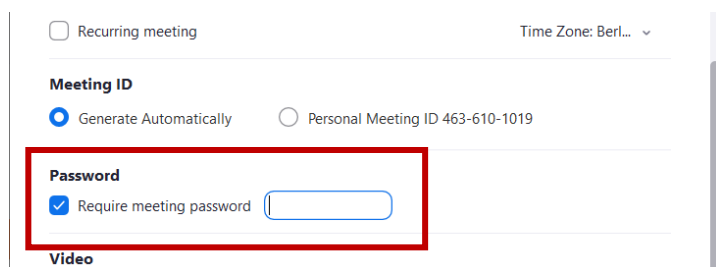 Recurring meeting Time Zone: Berl...
Meeting ID
Generate Automatically Personal Meeting ID 463-610-1019
Password
Require meeting password
Video